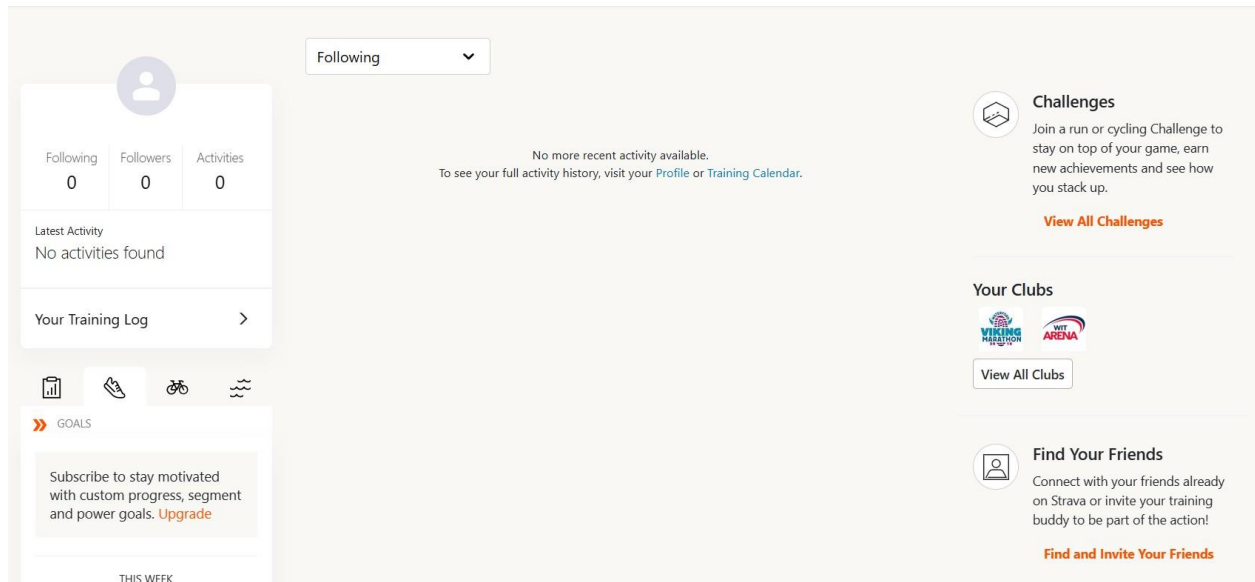 Following
Following
Followers
Activities
0
0
0
Latest Activity
No activities found
Your Training Log
GOALS
Subscribe to stay motivated
with custom progress, segment
and power goals. Upgrade
THIS WEEK
No more recent activity available.
To see your full activity history, visit your Profile or Training Calendar.
Challenges
Join a run or cycling Challenge to
stay on top of your game, earn
new achievements and see how
you stack up.
View All Challenges
Your Clubs
VIKING
MARATHON
WIT
ARENA
View All Clubs
Find Your Friends
Connect with your friends already
on Strava or invite your training
buddy to be part of the action!
Find and Invite Your Friends